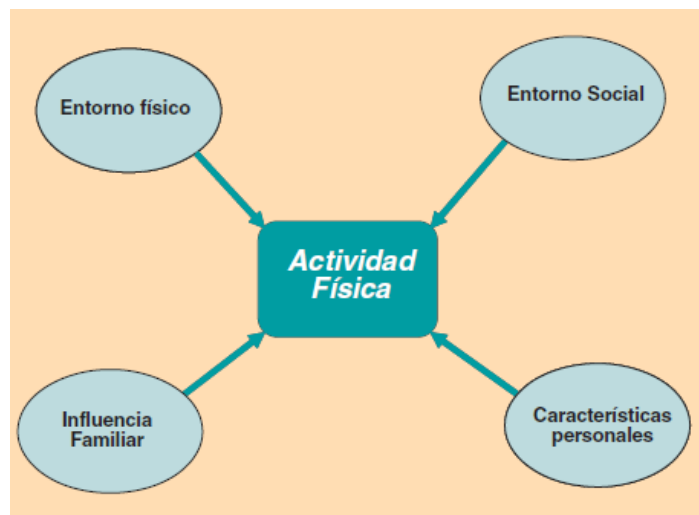 Entorno físico
Entorno Social
Actividad
Física
Influencia
Familiar
Características
personales